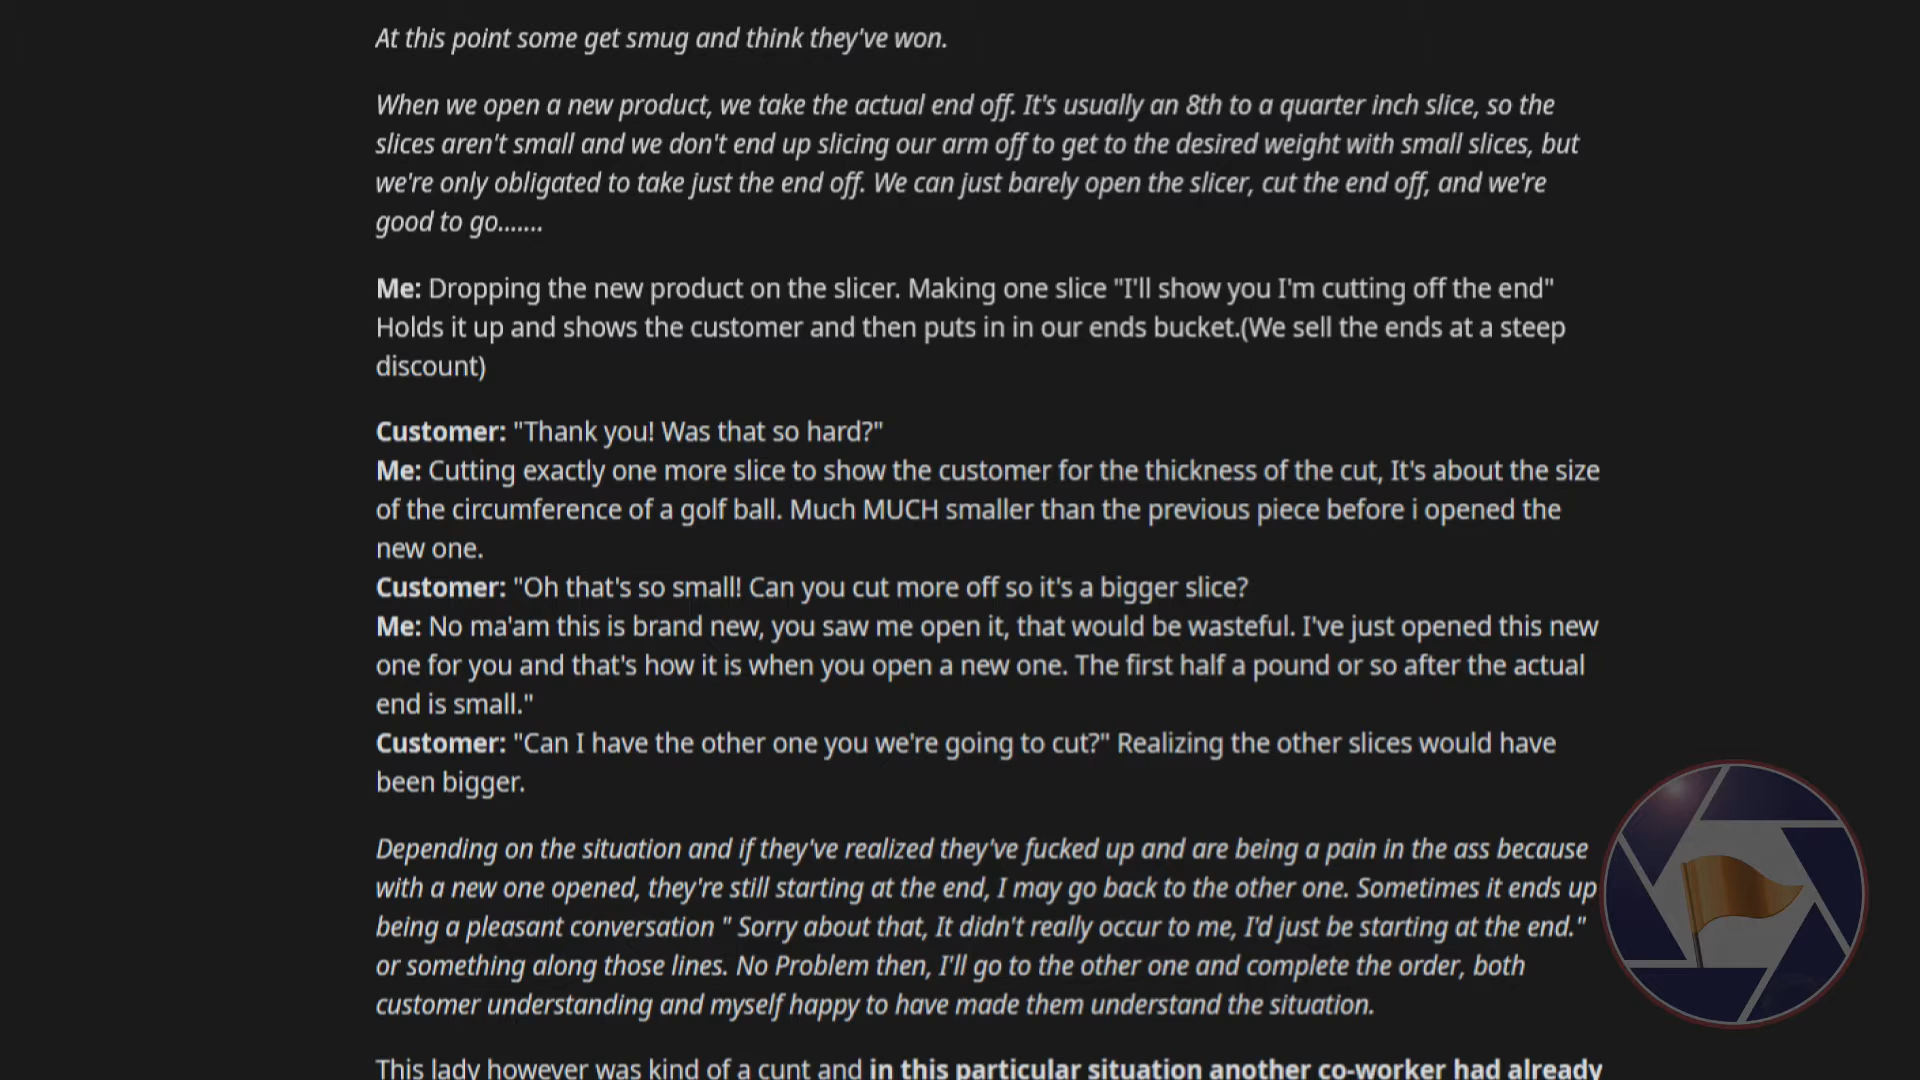 At this point some get smug and think they've won.
When we open a new product, we take the actual end off. It's usually an 8th to a quarter inch slice, so the
slices aren't small and we don't end up slicing our arm off to get to the desired weight with small slices, but
we're only obligated to take just the end off. We can just barely open the slicer, cut the end off, and we're
good to go.......
Me: Dropping the new product on the slicer. Making one slice "I'll show you I'm cutting off the end"
Holds it up and shows the customer and then puts in in our ends bucket.(We sell the ends at a steep
discount)
Customer: "Thank you! Was that so hard?"
Me: Cutting exactly one more slice to show the customer for the thickness of the cut, It's about the size
of the circumference of a golf ball. Much MUCH smaller than the previous piece before i opened the
new one.
Customer: "Oh that's so small! Can you cut more off so it's a bigger slice?
Me: No ma'am this is brand new, you saw me open it, that would be wasteful. I've just opened this new
one for you and that's how it is when you open a new one. The first half a pound or so after the actual
end is small."
Customer: "Can I have the other one you we're going to cut?" Realizing the other slices would have
been bigger.
Depending on the situation and if they've realized they've fucked up and are being a pain in the ass because
with a new one opened, they're still starting at the end, I may go back to the other one. Sometimes it ends up
being a pleasant conversation " Sorry about that, It didn't really occur to me, I'd just be starting at the end."
or something along those lines. No Problem then, I'll go to the other one and complete the order, both
customer understanding and myself happy to have made them understand the situation.
This lady however was kind of a cunt and in this particular situation another co-worker had already